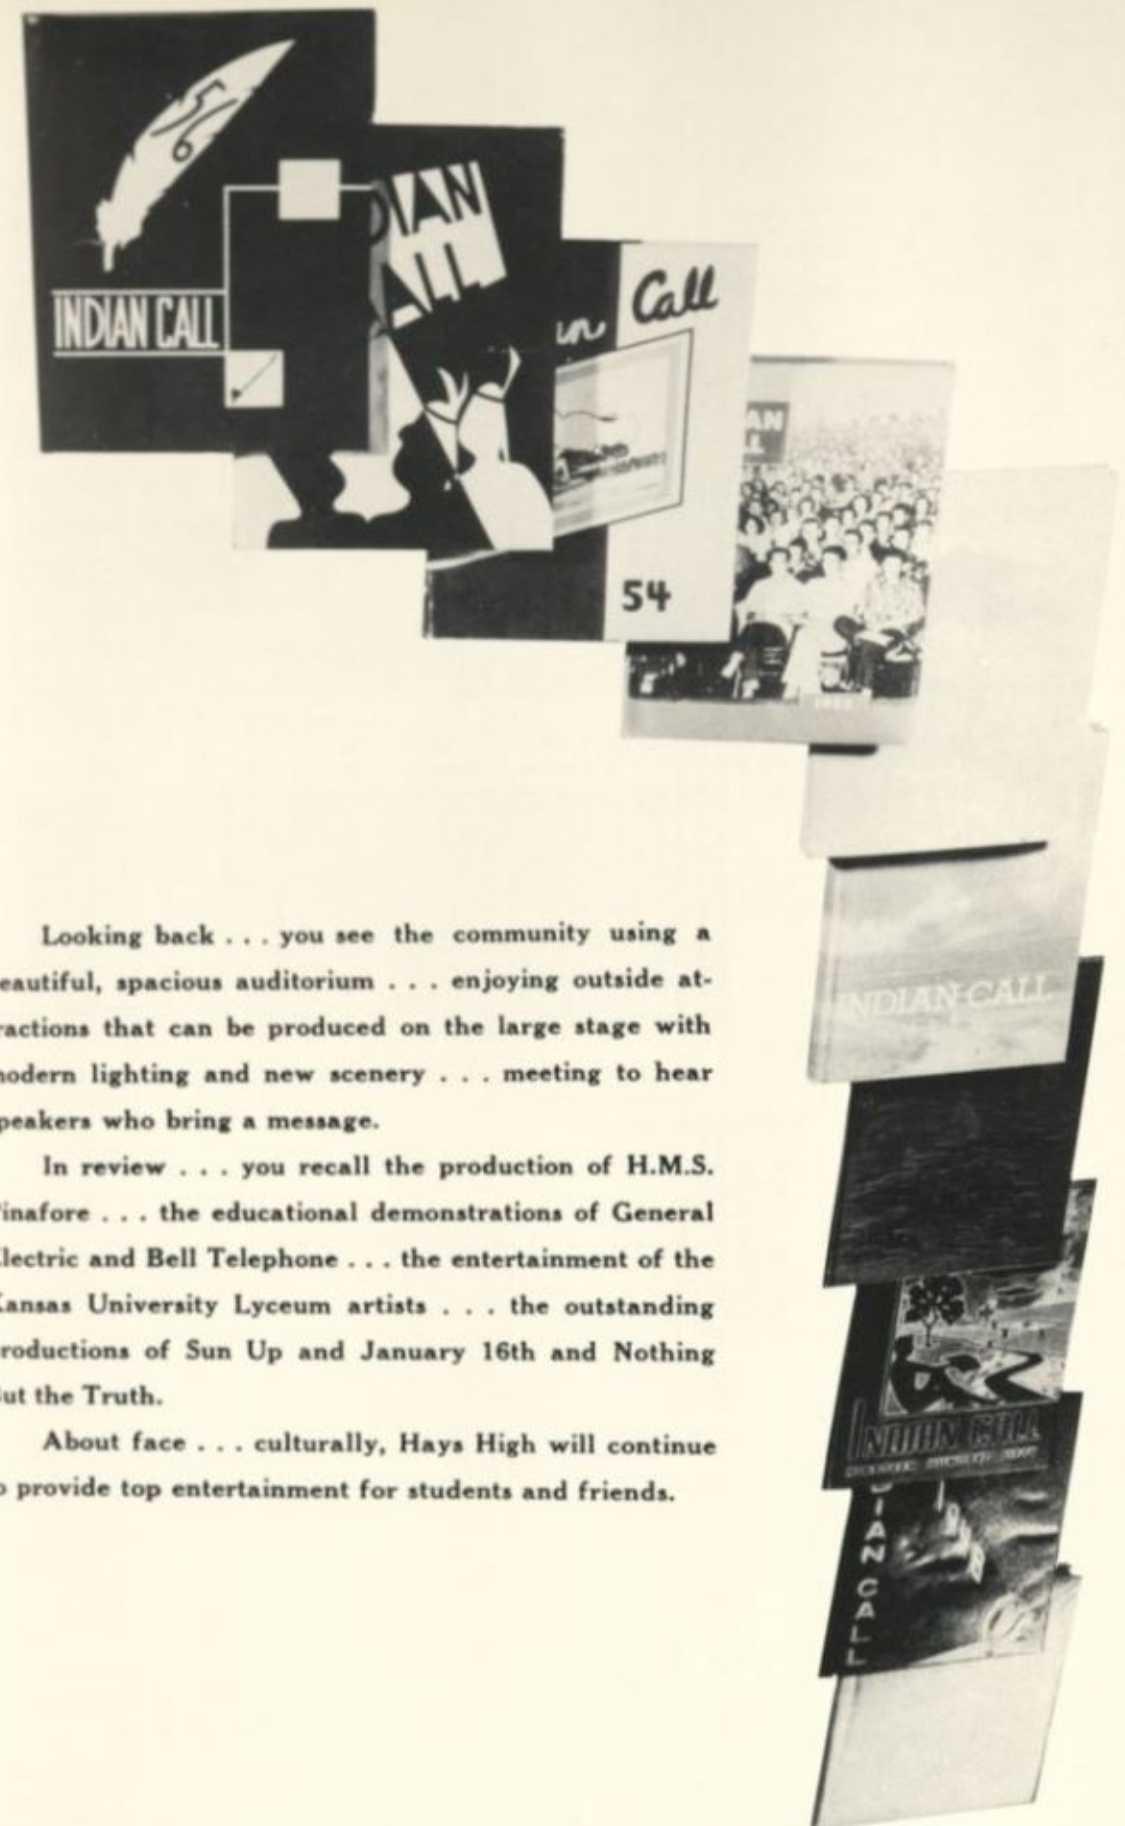 56
INDIAN CALL
DIAN
ALL
an Call
54
AN
L
INDIAN CALL
INDIAN CALL
DIAN CALL
Looking back . . . you see the community using a
eautiful, spacious auditorium . . . enjoying outside at-
ractions that can be produced on the large stage with
nodern lighting and new scenery . . . meeting to hear
peakers who bring a message.
In review . . . you recall the production of H.M.S.
inafore . . . the educational demonstrations of General
lectric and Bell Telephone . . . the entertainment of the
ansas University Lyceum artists . . . the outstanding
roductions of Sun Up and January 16th and Nothing
ut the Truth.
About face . . . culturally, Hays High will continue
o provide top entertainment for students and friends.